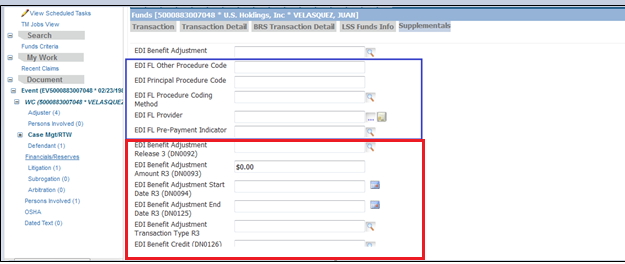 View Scheduled Tasks
TM Jobs View
Search
Funds Criteria
My Work
Recent Claims
Document
Event (EV5000883007048 * 02/23/19
WC (5000883007048 * VELASQUEZ
Adjuster (4)
Persons Involved (0)
Case Mgt/RTW
Defendant (1)
Financials/Reserves
Litigation (1)
Subrogation (0)
Arbitration (0)
Persons Involved (1)
OSHA
Dated Text (0)
Funds [5000883007048 * U.S. Holdings, Inc * VELASQUEZ, JUAN]
Transaction Transaction Detail BRS Transaction Detail LSS Funds Info Supplementals
EDI Benefit Adjustment
EDI FL Other Procedure Code
EDI Principal Procedure Code
EDI FL Procedure Coding
Method
EDI FL Provider
EDI FL Pre-Payment Indicator
EDI Benefit Adjustment
Release 3 (DN0092)
EDI Benefit Adjustment
Amount R3 (DN0093)
$0.00
EDI Benefit Adjustment Start
Date R3 (DN0094)
EDI Benefit Adjustment End
Date R3 (DN0125)
EDI Benefit Adjustment
Transaction Type R3
EDI Benefit Credit (DN0126)